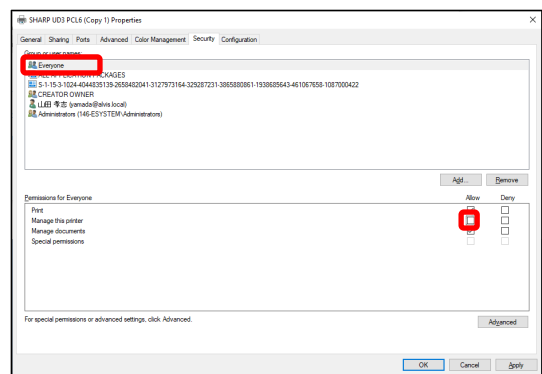 SHARP UD3 PCL6 (Copy 1) Properties
General Sharing Ports Advanced Color Management Security Configuration
Group or user names:
Everyone
ALL APPLICATION PACKAGES
S-1-15-3-1024-4044835139-2658482041-3127973164-329287231-3865880861-1938685643-461067658-1087000422
CREATOR OWNER
山田 孝志 (yamada@alvis.local)
Administrators (146-ESYSTEM\Administrators)
Add... Remove
Permissions for Everyone Allow Deny
Print
Manage this printer
Manage documents
Special permissions
For special permissions or advanced settings, click Advanced.
Advanced
OK Cancel Apply